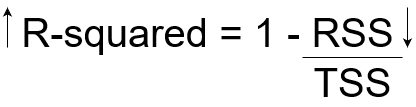 ↑ R-squared = 1 - RSS ↓
TSS